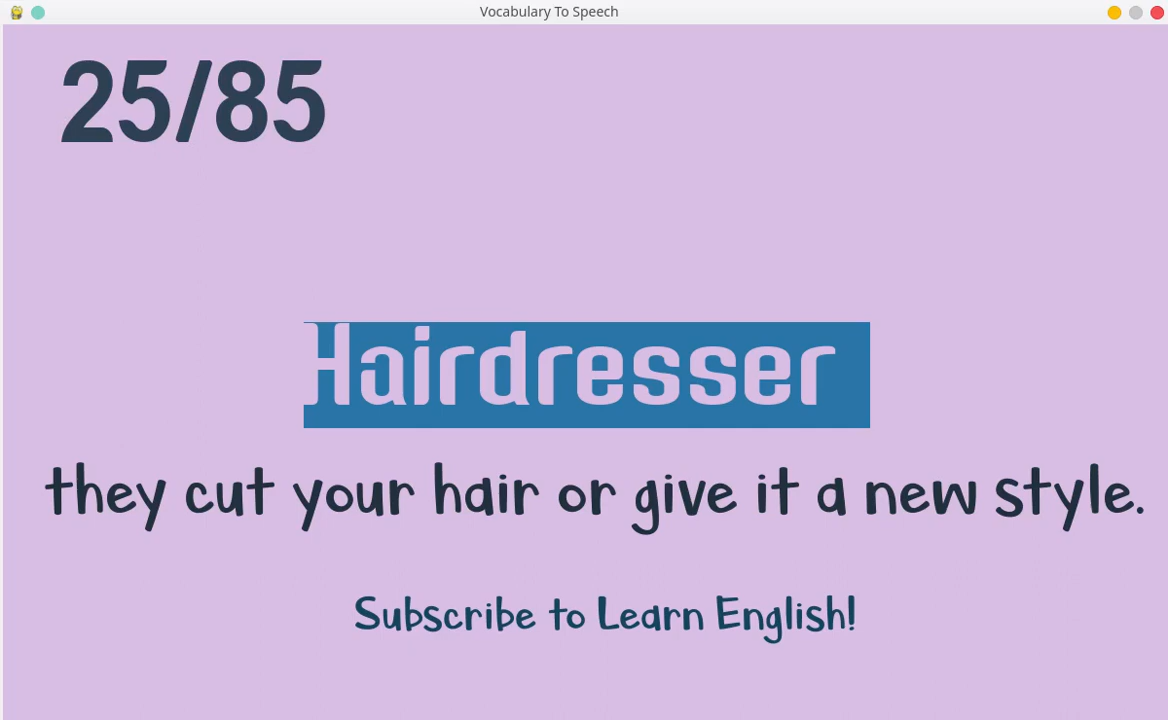 Vocabulary To Speech
25/85
Hairdresser
they cut your hair or give it a new style.
Subscribe to Learn English!